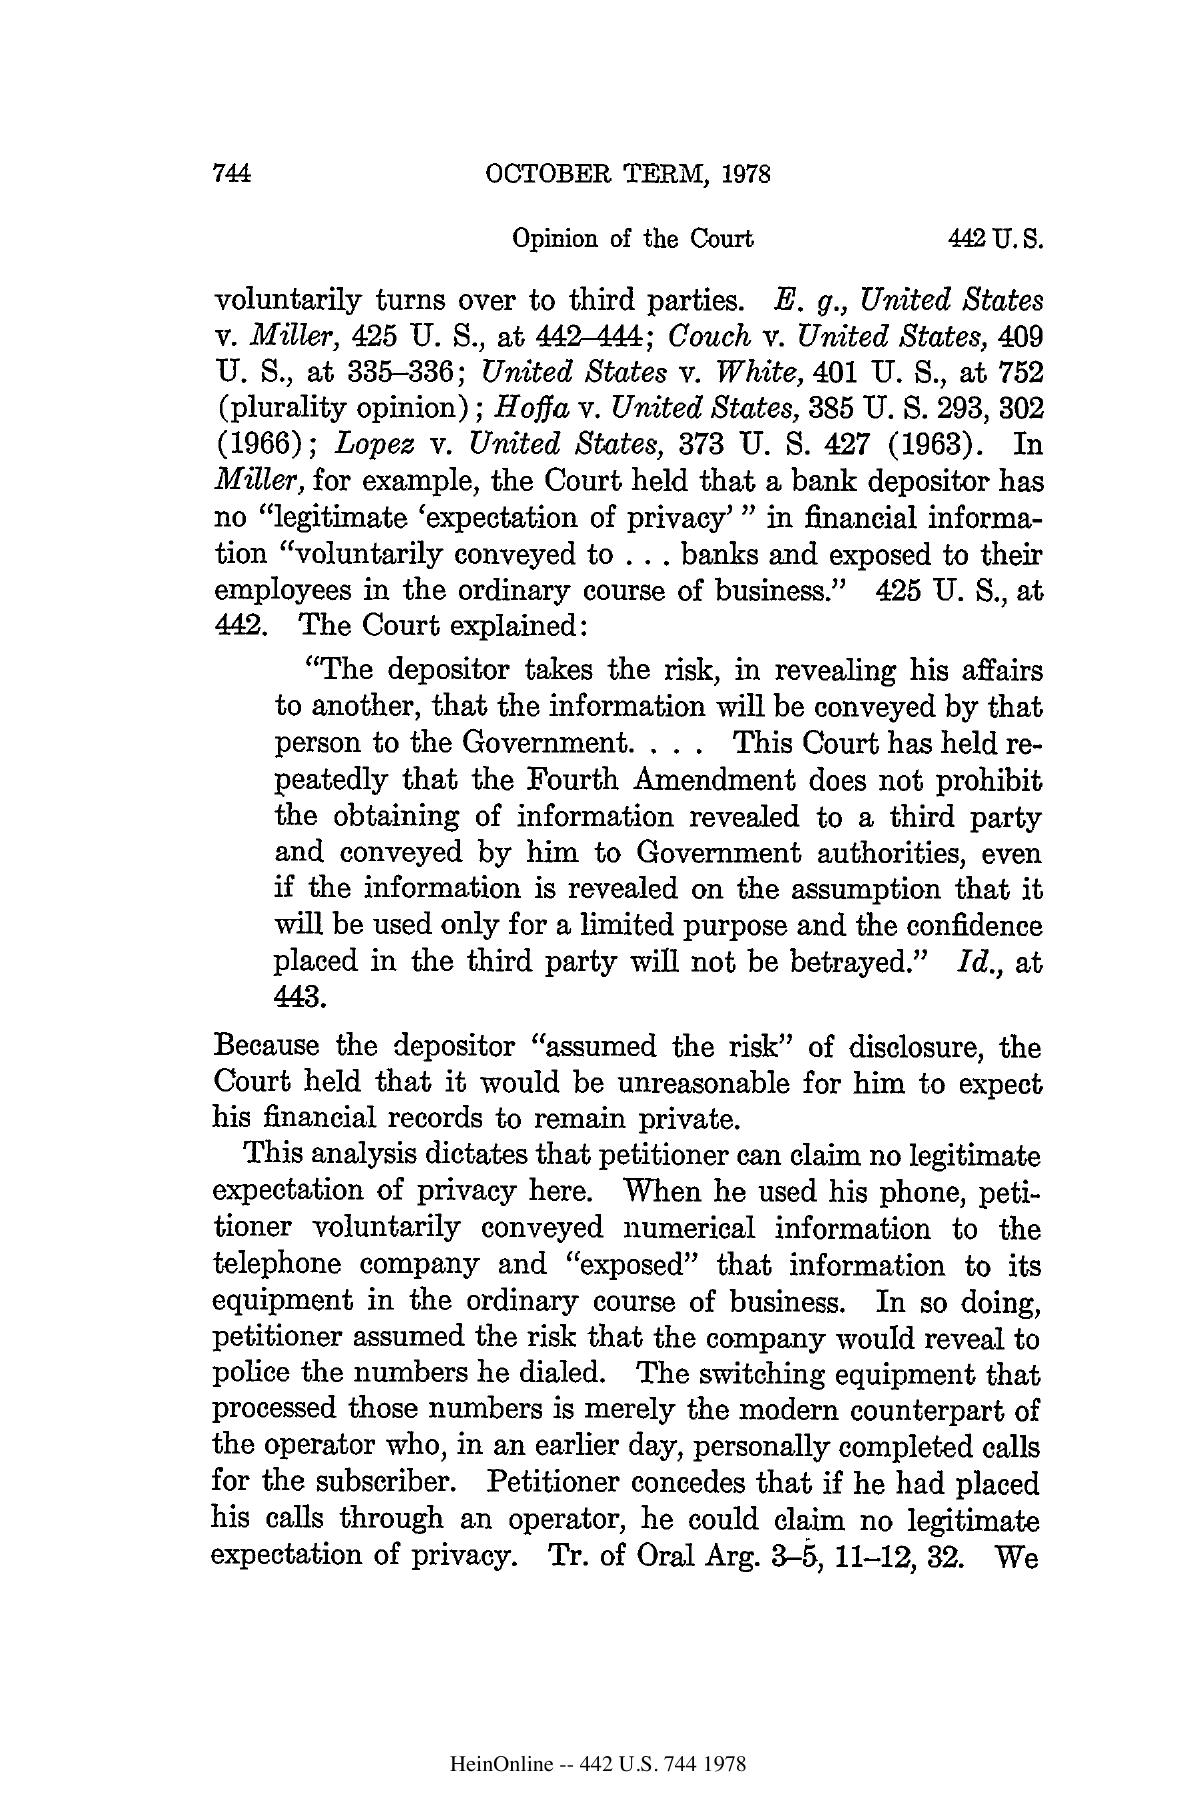 744 OCTOBER TERM, 1978
Opinion of the Court 442 U. S.
voluntarily turns over to third parties. E. g., United States
v. Miller, 425 U. S., at 442–444; Couch v. United States, 409
U. S., at 335–336; United States v. White, 401 U. S., at 752
(plurality opinion); Hoffa v. United States, 385 U. S. 293, 302
(1966); Lopez v. United States, 373 U. S. 427 (1963). In
Miller, for example, the Court held that a bank depositor has
no “legitimate ‘expectation of privacy’ ” in financial informa-
tion “voluntarily conveyed to . . . banks and exposed to their
employees in the ordinary course of business.” 425 U. S., at
442. The Court explained:
“The depositor takes the risk, in revealing his affairs
to another, that the information will be conveyed by that
person to the Government. . . . This Court has held re-
peatedly that the Fourth Amendment does not prohibit
the obtaining of information revealed to a third party
and conveyed by him to Government authorities, even
if the information is revealed on the assumption that it
will be used only for a limited purpose and the confidence
placed in the third party will not be betrayed.” Id., at
443.
Because the depositor “assumed the risk” of disclosure, the
Court held that it would be unreasonable for him to expect
his financial records to remain private.
This analysis dictates that petitioner can claim no legitimate
expectation of privacy here. When he used his phone, peti-
tioner voluntarily conveyed numerical information to the
telephone company and “exposed” that information to its
equipment in the ordinary course of business. In so doing,
petitioner assumed the risk that the company would reveal to
police the numbers he dialed. The switching equipment that
processed those numbers is merely the modern counterpart of
the operator who, in an earlier day, personally completed calls
for the subscriber. Petitioner concedes that if he had placed
his calls through an operator, he could claim no legitimate
expectation of privacy. Tr. of Oral Arg. 3–5, 11–12, 32. We
HeinOnline -- 442 U.S. 744 1978